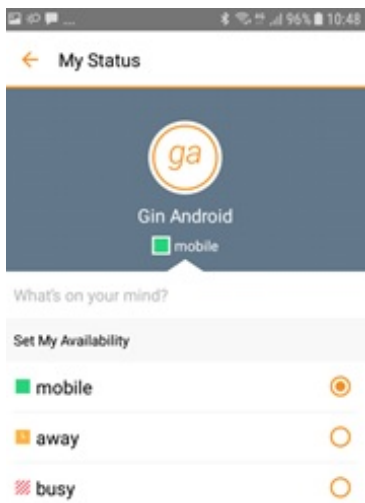 ... 96% 10:48
My Status
ga
Gin Android
mobile
What's on your mind?
Set My Availability
mobile
away
busy